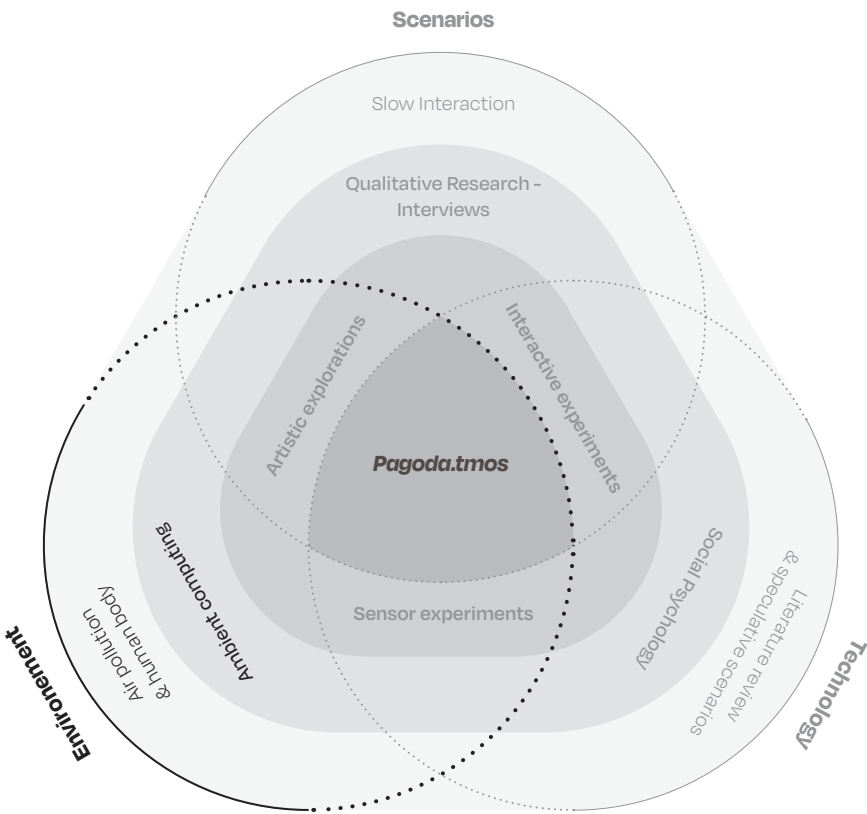 Scenarios
Slow Interaction
Qualitative Research -
Interviews
Artistic explorations
Interactive experiments
Pagoda.tmos
Sensor experiments
Ambient computing
Air pollution
& human body
Environement
Social Psychology
Literature review
& speculative scenarios
Technology